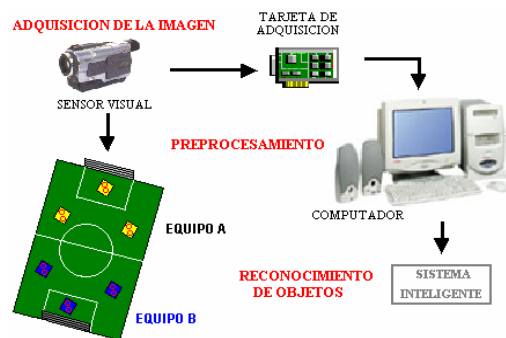 ADQUISICION DE LA IMAGEN
TARJETA DE
ADQUISICION
SENSOR VISUAL
PREPROCESAMIENTO
COMPUTADOR
EQUIPO A
RECONOCIMIENTO
DE OBJETOS
SISTEMA
INTELIGENTE
EQUIPO B